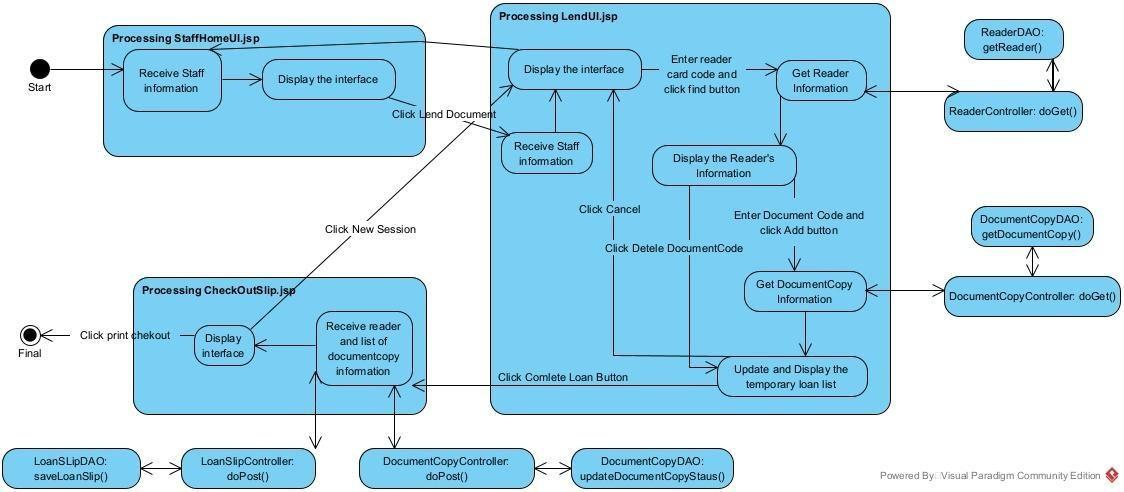 Processing StaffHomeUI.jsp
Start
Receive Staff
information
Display the interface
Click Lend Document
Processing LendUI.jsp
Display the interface
Receive Staff
information
Enter reader
card code and
click find button
Get Reader
Information
ReaderDAO:
getReader()
ReaderController: doGet()
Display the Reader's
Information
Click Cancel
Click Detele DocumentCode
Enter Document Code and
click Add button
DocumentCopyDAO:
getDocumentCopy()
Get DocumentCopy
Information
DocumentCopyController: doGet()
Update and Display the
temporary loan list
Click New Session
Click Comlete Loan Button
Processing CheckOutSlip.jsp
Receive reader
and list of
documentcopy
information
Display
interface
Click print chekout
Final
LoanSLipDAO:
saveLoanSlip()
LoanSlipController:
doPost()
DocumentCopyController:
doPost()
DocumentCopyDAO:
updateDocumentCopyStaus()
Powered By Visual Paradigm Community Edition